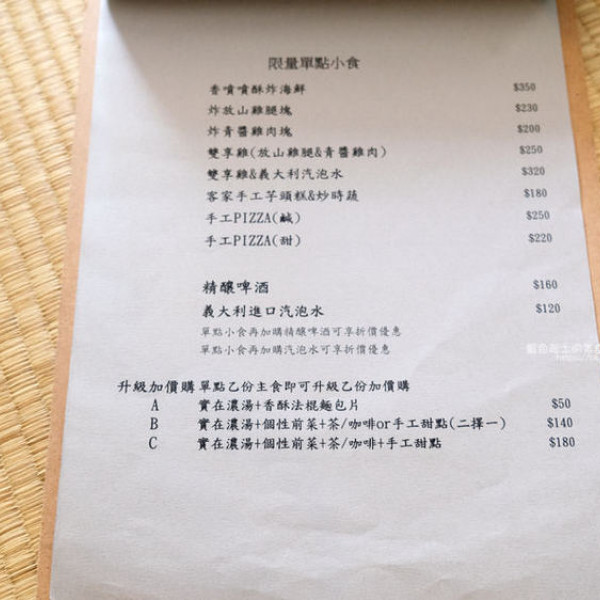 限量單點小食
香噴噴酥炸海鮮 $350
炸放山雞腿塊 $230
炸青醬雞肉塊 $200
雙享雞(放山雞腿&青醬雞肉) $250
雙享雞&義大利汽泡水 $320
客家手工芋頭糕&炒時蔬 $180
手工PIZZA(鹹) $250
手工PIZZA(甜) $220
精釀啤酒 $160
義大利進口汽泡水 $120
單點小食再加購精釀啤酒可享折價優惠
單點小食再加購汽泡水可享折價優惠
升級加價購 單點乙份主食即可升級乙份加價購
A 實在濃湯+香酥法棍麵包片 $50
B 實在濃湯+個性前菜+茶/咖啡or手工甜點(二擇一) $140
C 實在濃湯+個性前菜+茶/咖啡+手工甜點 $180